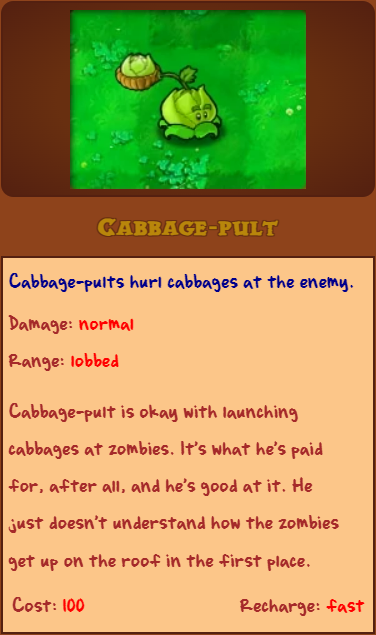 Cabbage-pult
Cabbage-pults hurl cabbages at the enemy.
Damage: normal
Range: lobbed
Cabbage-pult is okay with launching
cabbages at zombies. It's what he's paid
for, after all, and he's good at it. He
just doesn't understand how the zombies
get up on the roof in the first place.
Cost: 100 Recharge: fast